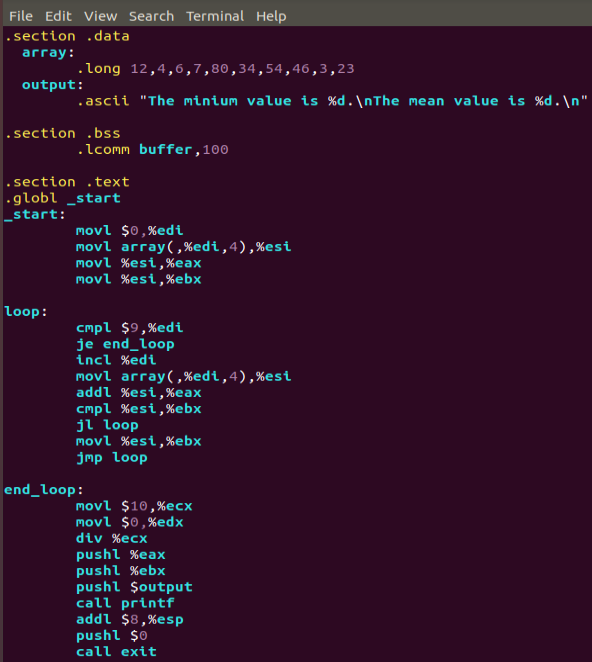 File Edit View Search Terminal Help
.section .data
array:
.long 12,4,6,7,80,34,54,46,3,23
output:
.ascii "The minium value is %d.\nThe mean value is %d.\n"
.section .bss
.lcomm buffer,100
.section .text
.globl _start
_start:
movl $0,%edi
movl array(,%edi,4),%esi
movl %esi,%eax
movl %esi,%ebx
loop:
cmpl $9,%edi
je end_loop
incl %edi
movl array(,%edi,4),%esi
addl %esi,%eax
cmpl %esi,%ebx
jl loop
movl %esi,%ebx
jmp loop
end_loop:
movl $10,%ecx
movl $0,%edx
div %ecx
pushl %eax
pushl %ebx
pushl $output
call printf
addl $8,%esp
pushl $0
call exit